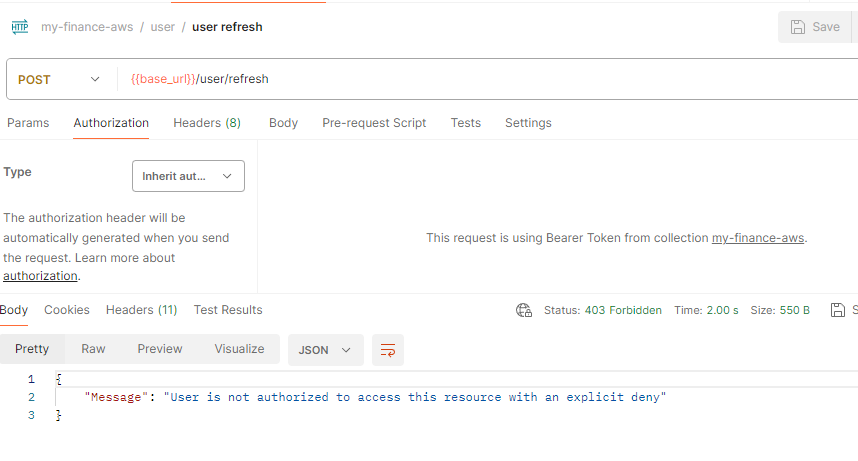 HTTP my-finance-aws / user / user refresh Save
POST {{base_url}}/user/refresh
Params Authorization Headers (8) Body Pre-request Script Tests Settings
Type Inherit aut...
The authorization header will be
automatically generated when you send
the request. Learn more about
authorization.
This request is using Bearer Token from collection my-finance-aws.
Body Cookies Headers (11) Test Results Status: 403 Forbidden Time: 2.00 s Size: 550 B S
Pretty Raw Preview Visualize JSON
1 {
2 "Message": "User is not authorized to access this resource with an explicit deny"
3 }